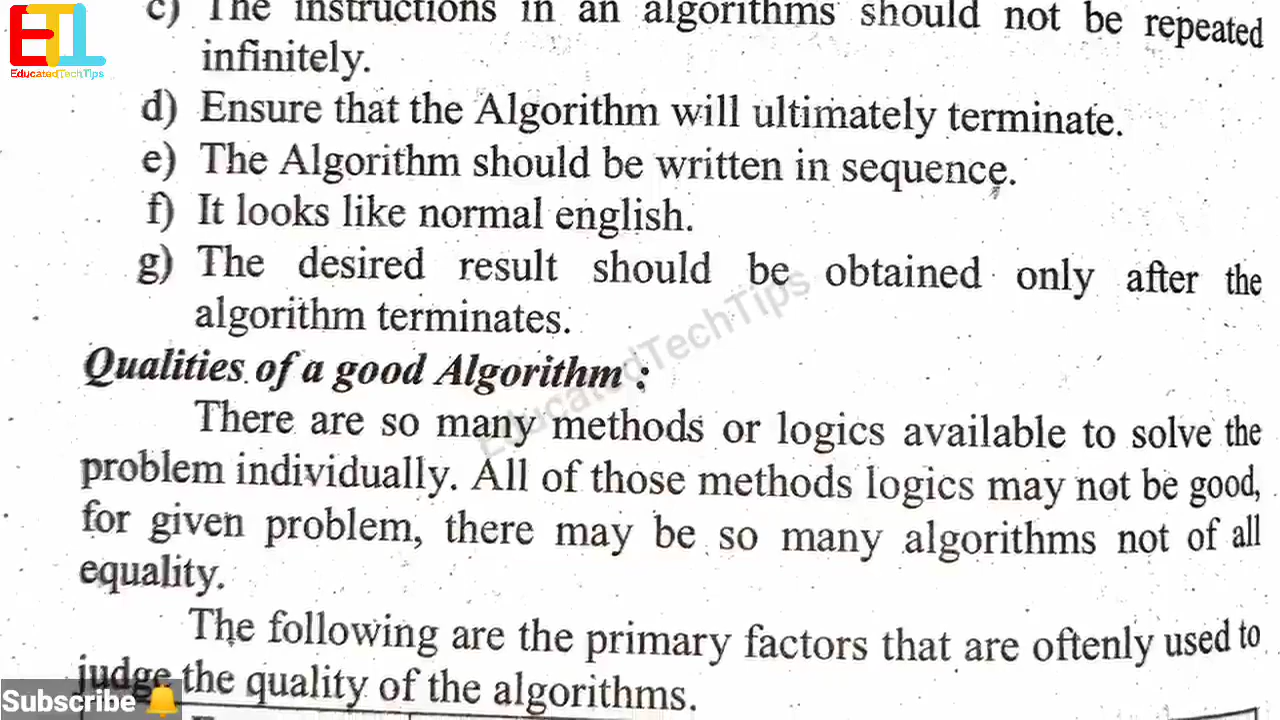 ETL
EducatedTechTips
c) The instructions in an algorithms should not be repeated
infinitely.
d) Ensure that the Algorithm will ultimately terminate.
e) The Algorithm should be written in sequence.
f) It looks like normal english.
g) The desired result should be obtained only after the
algorithm terminates.
Qualities of a good Algorithm :
There are so many methods or logics available to solve the
problem individually. All of those methods logics may not be good,
for given problem, there may be so many algorithms not of all
equality.
The following are the primary factors that are oftenly used to
judge the quality of the algorithms.
EducatedTechTips
Subscribe